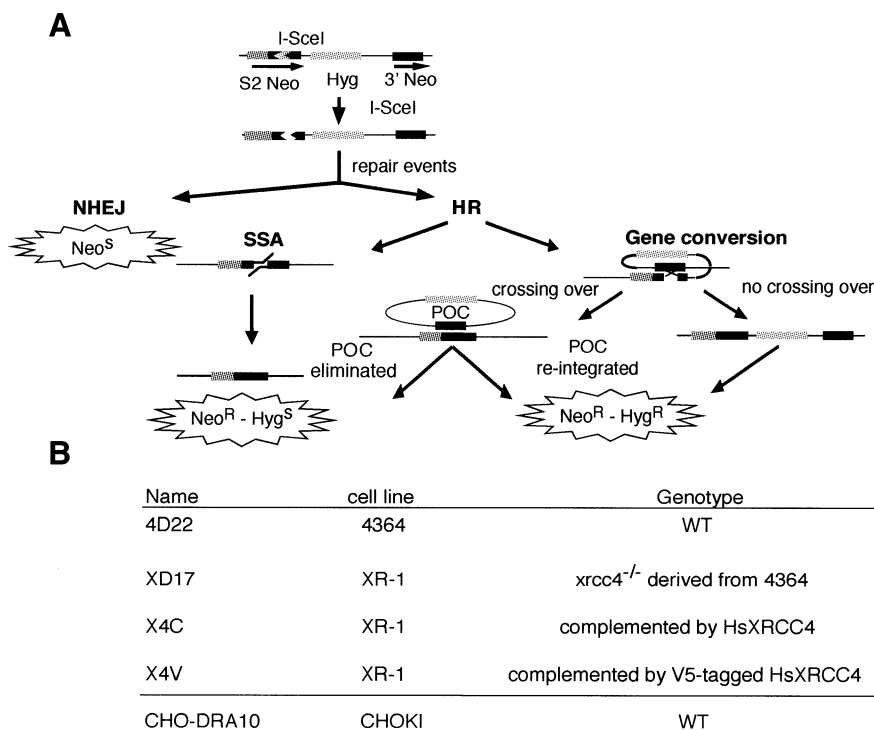 A
I-SceI
S2 Neo Hyg 3' Neo
I-SceI
repair events
NHEJ
HR
Neo^S
SSA
Gene conversion
crossing over
no crossing over
POC
POC
eliminated
POC
re-integrated
Neo^R - Hyg^S
Neo^R - Hyg^R
B
Name cell line Genotype
4D22 4364 WT
XD17 XR-1 xrcc4^-/- derived from 4364
X4C XR-1 complemented by HsXRCC4
X4V XR-1 complemented by V5-tagged HsXRCC4
CHO-DRA10 CHOKI WT